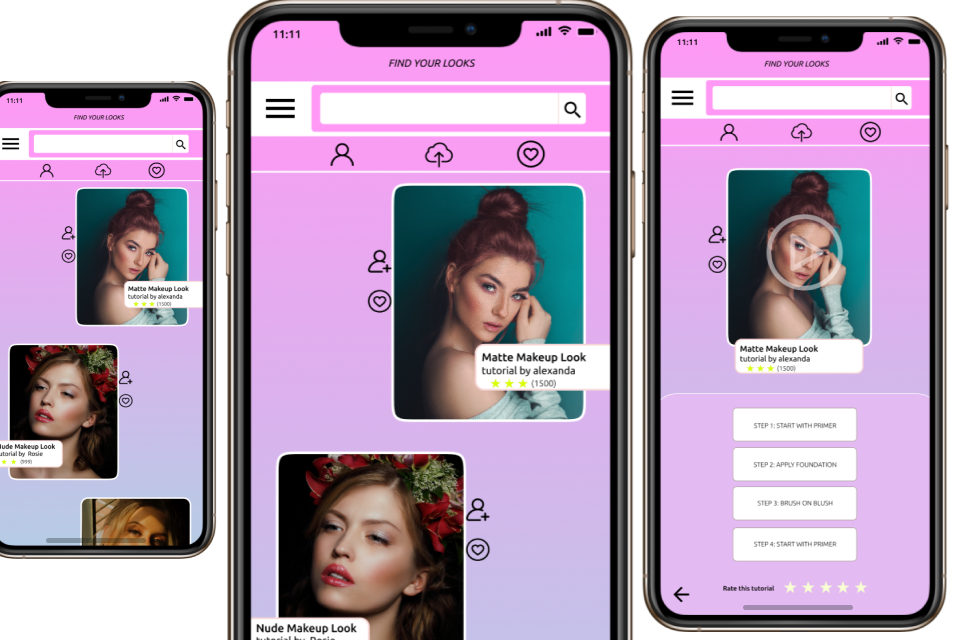 11:11
FIND YOUR LOOKS
Matte Makeup Look
tutorial by alexanda
(1500)
Nude Makeup Look
utorial by Rosie
(999)
11:11
FIND YOUR LOOKS
Matte Makeup Look
tutorial by alexanda
(1500)
Nude Makeup Look
tutorial by Rosie
11:11
FIND YOUR LOOKS
Matte Makeup Look
tutorial by alexanda
(1500)
STEP 1: START WITH PRIMER
STEP 2: APPLY FOUNDATION
STEP 3: BRUSH ON BLUSH
STEP 4: START WITH PRIMER
Rate this tutorial